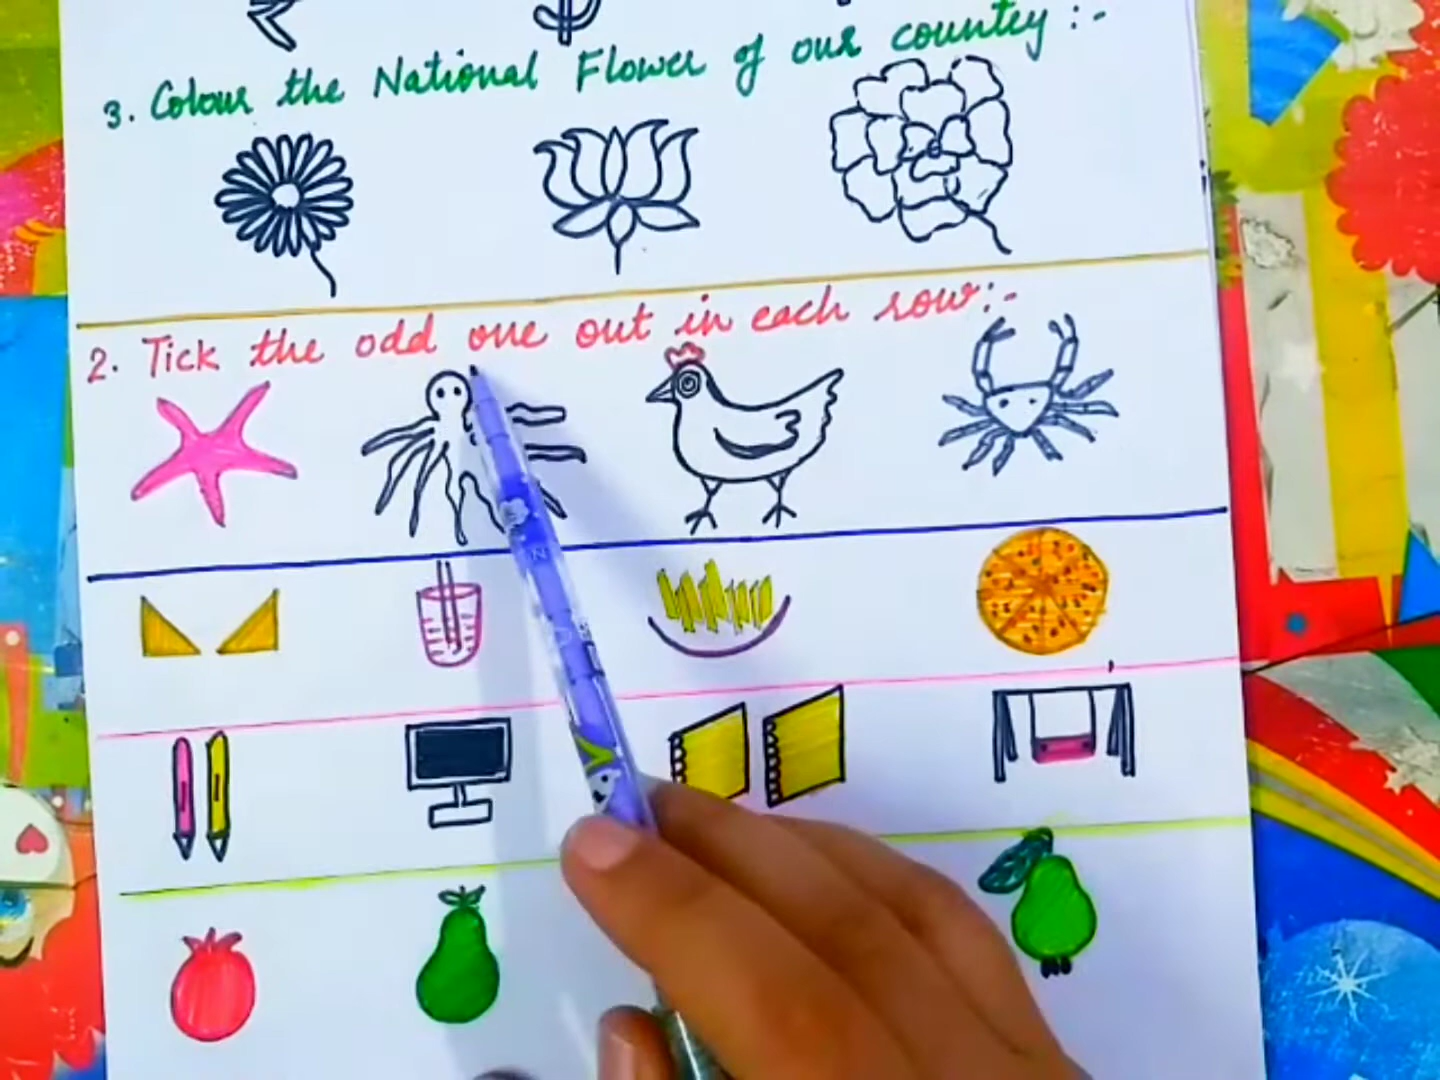 3. Colour the National Flower of our country :-
2. Tick the odd one out in each row:-